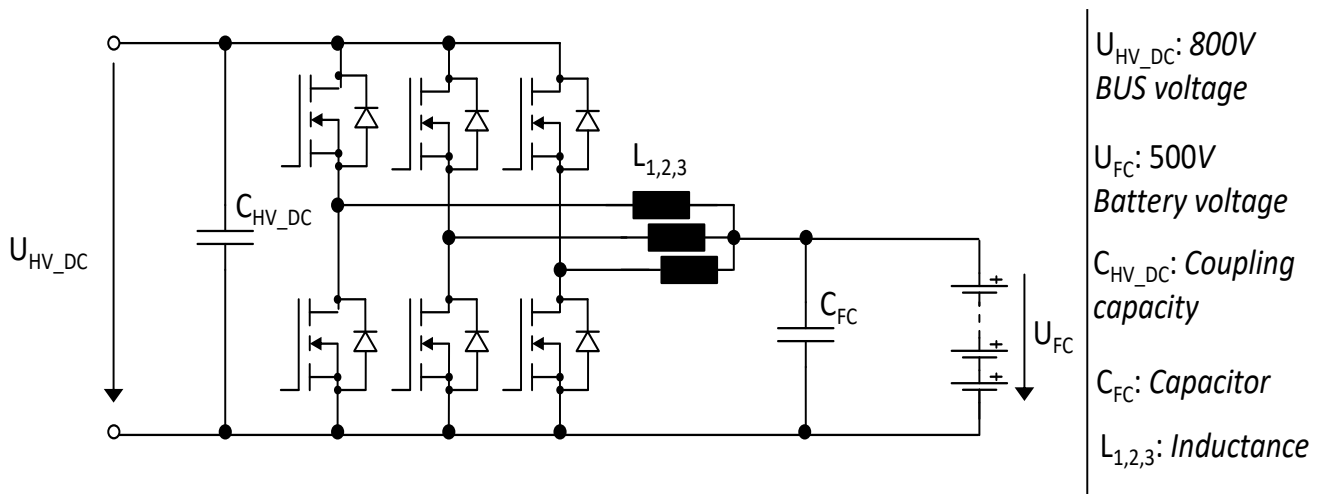 U_HV_DC
C_HV_DC
L_1,2,3
C_FC
U_FC
+
+
+
U_HV_DC: 800V
BUS voltage
U_FC: 500V
Battery voltage
C_HV_DC: Coupling
capacity
C_FC: Capacitor
L_1,2,3: Inductance